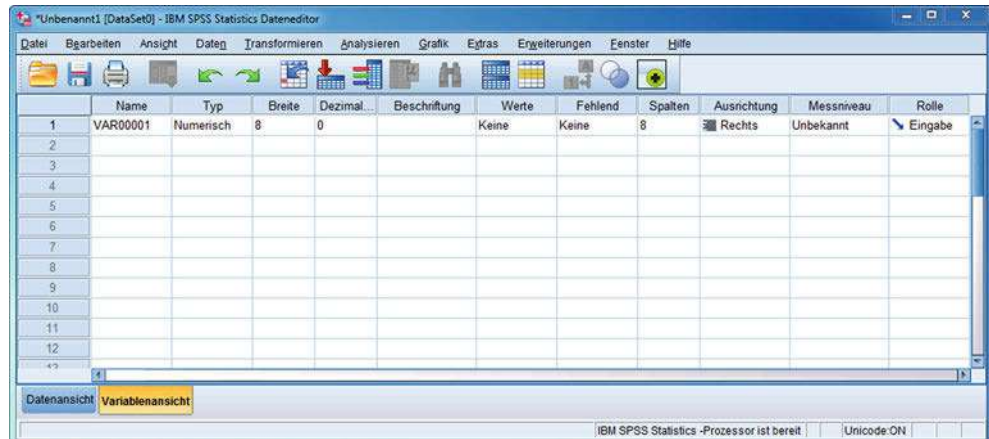 *Unbenannt1 [DataSet0] - IBM SPSS Statistics Dateneditor
Datei Bearbeiten Ansicht Daten Transformieren Analysieren Grafik Extras Erweiterungen Fenster Hilfe
Name Typ Breite Dezimal... Beschriftung Werte Fehlend Spalten Ausrichtung Messniveau Rolle
1 VAR00001 Numerisch 8 0 Keine Keine 8 Rechts Unbekannt Eingabe
2
3
4
5
6
7
8
9
10
11
12
13
Datenansicht Variablenansicht
IBM SPSS Statistics -Prozessor ist bereit Unicode:ON